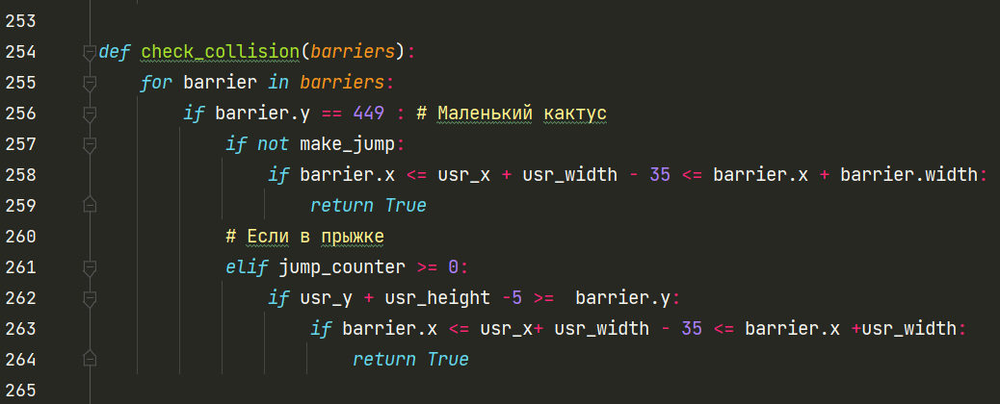 253
254 def check_collision(barriers):
255     for barrier in barriers:
256         if barrier.y == 449 : # Маленький кактус
257             if not make_jump:
258                 if barrier.x <= usr_x + usr_width - 35 <= barrier.x + barrier.width:
259                     return True
260             # Если в прыжке
261             elif jump_counter >= 0:
262                 if usr_y + usr_height -5 >=  barrier.y:
263                     if barrier.x <= usr_x+ usr_width - 35 <= barrier.x +usr_width:
264                         return True
265